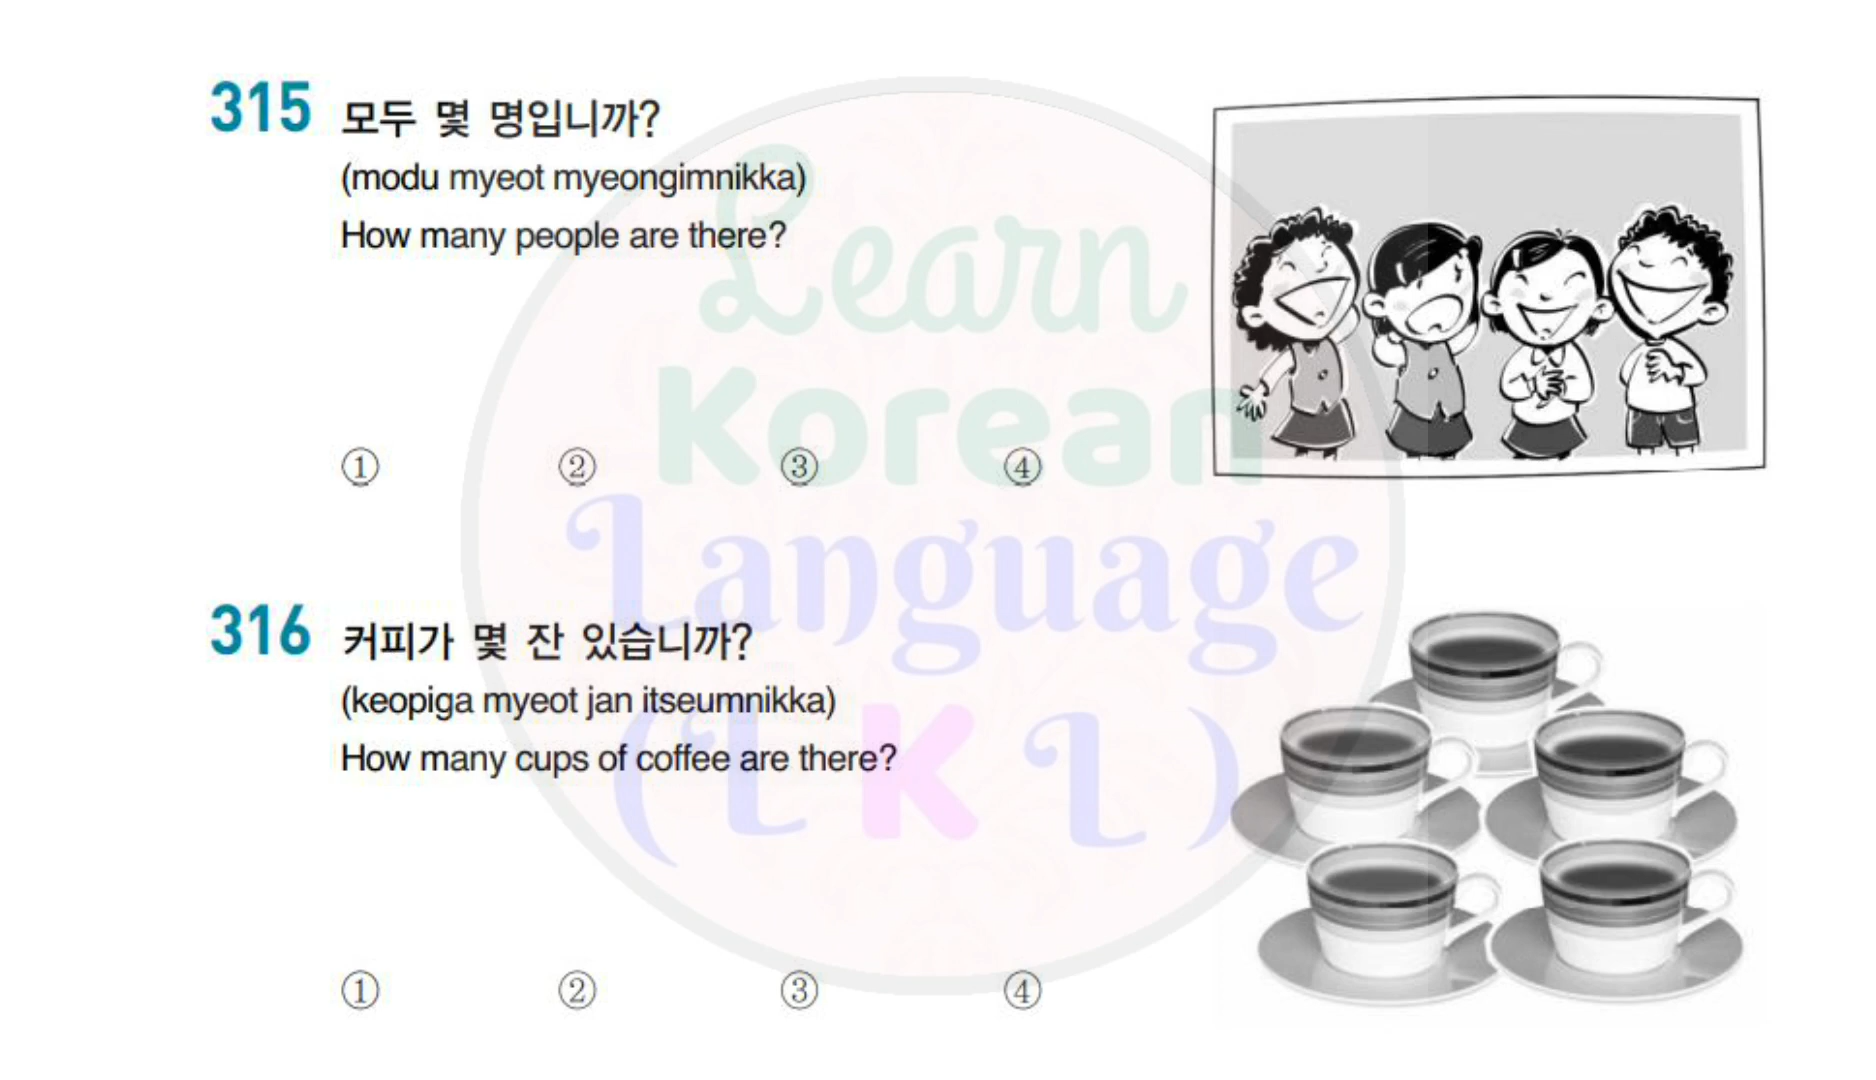 315 모두 몇 명입니까?
(modu myeot myeongimnikka)
How many people are there?
① ② ③ ④
316 커피가 몇 잔 있습니까?
(keopiga myeot jan itseumnikka)
How many cups of coffee are there?
① ② ③ ④
Learn
Korean
Language
(LKL)